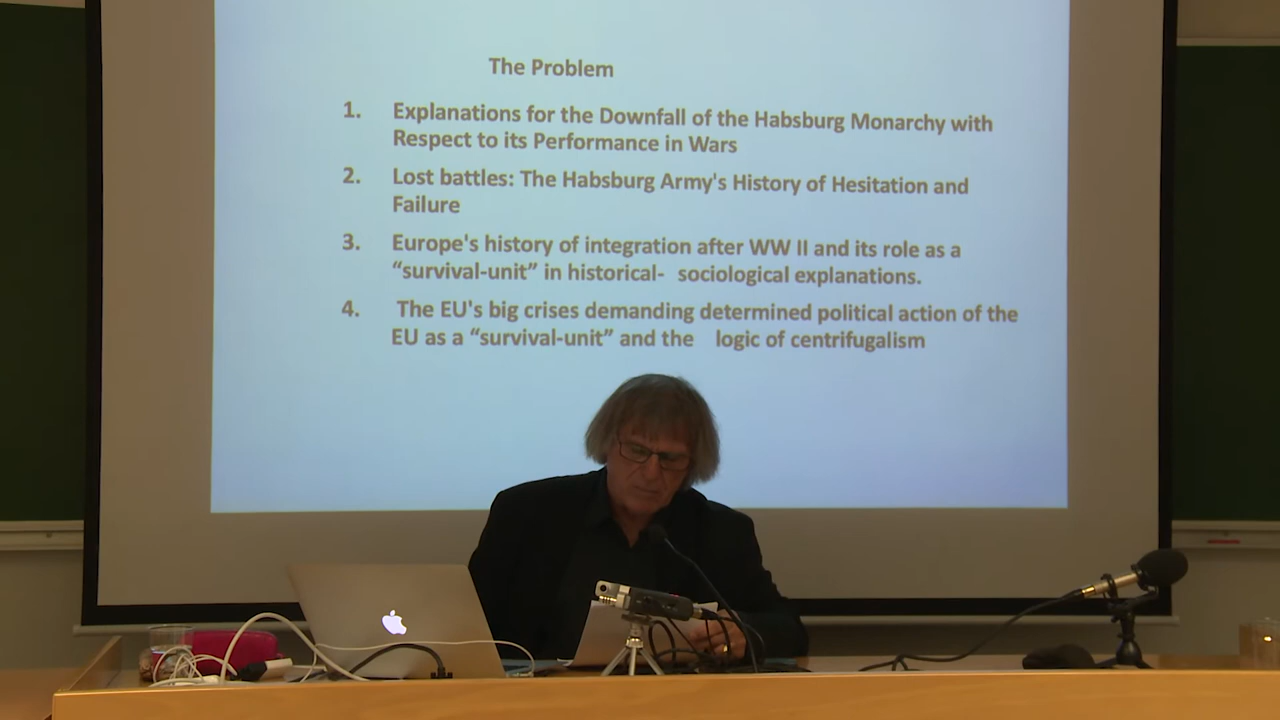 The Problem
1. Explanations for the Downfall of the Habsburg Monarchy with
Respect to its Performance in Wars
2. Lost battles: The Habsburg Army's History of Hesitation and
Failure
3. Europe's history of integration after WW II and its role as a
“survival-unit” in historical- sociological explanations.
4. The EU's big crises demanding determined political action of the
EU as a “survival-unit” and the logic of centrifugalism